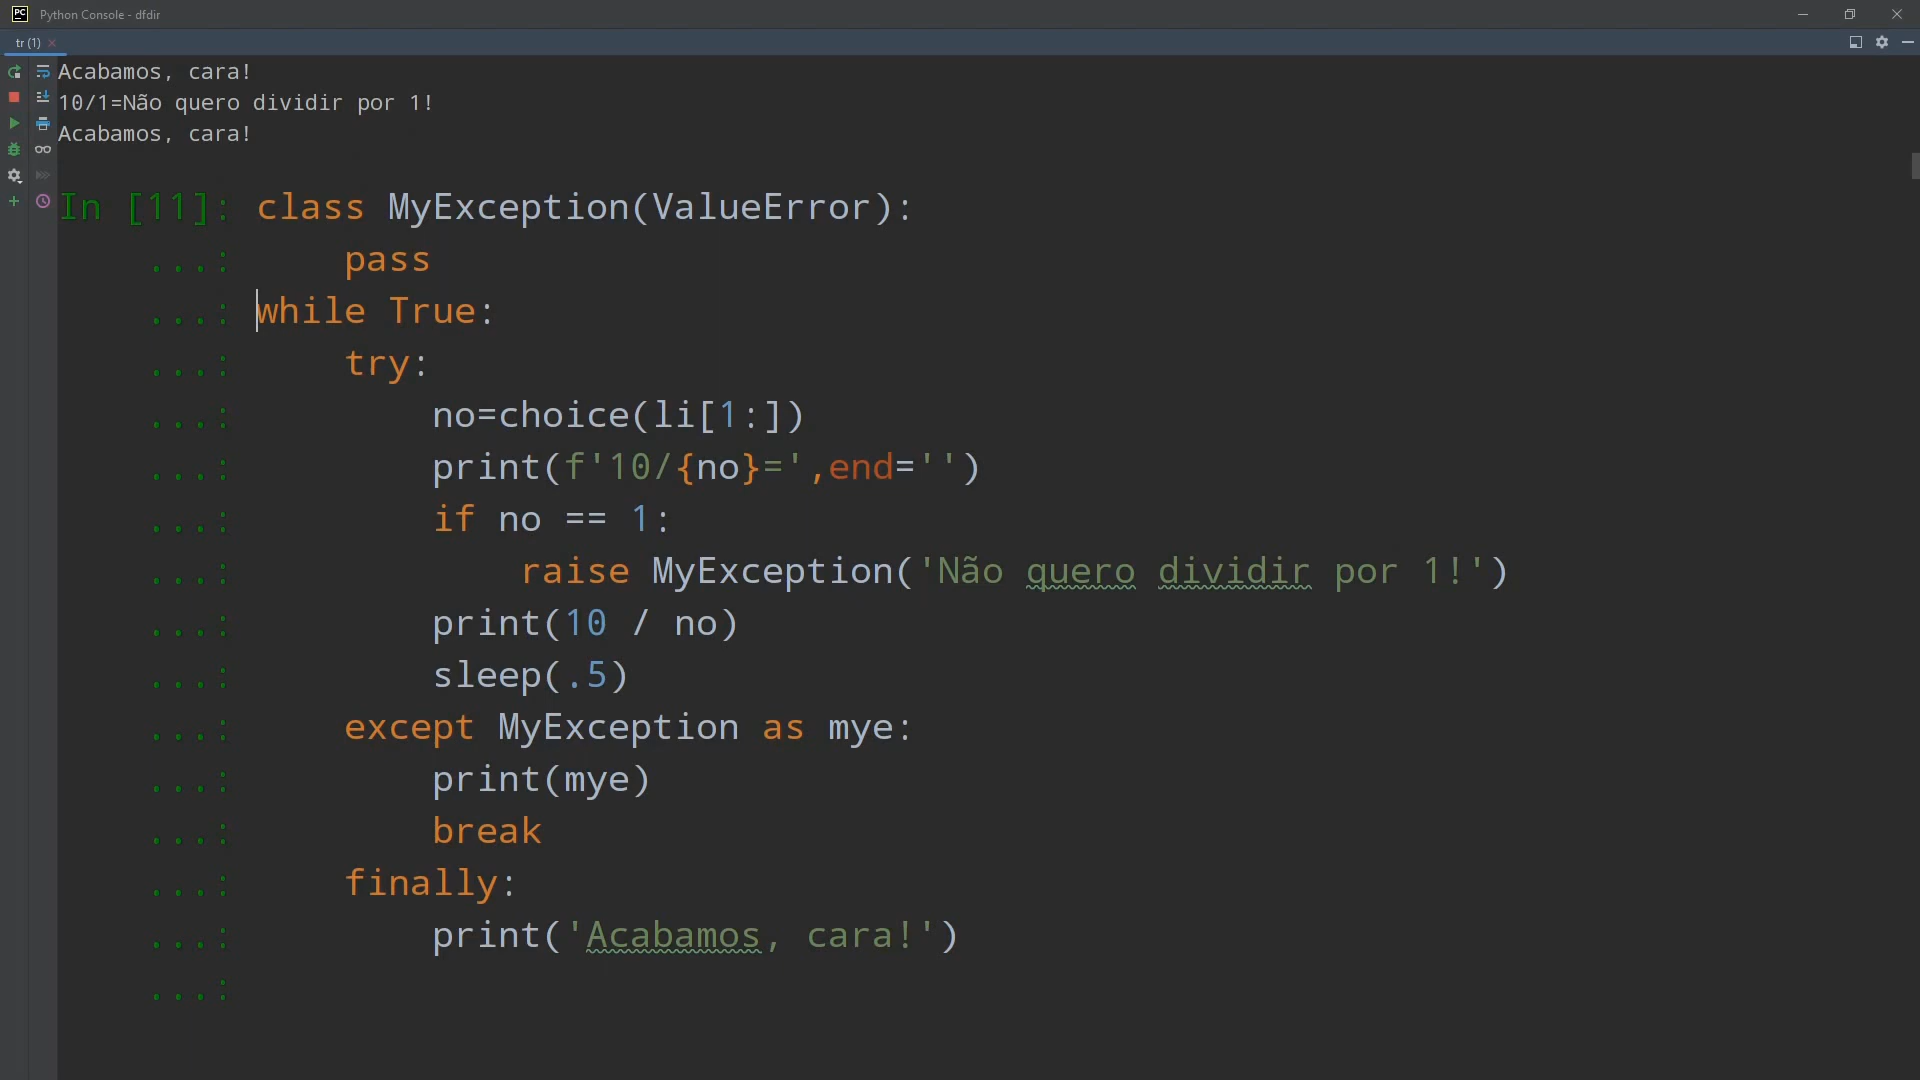 Python Console - dfdir
tr (1)
Acabamos, cara!
10/1=Não quero dividir por 1!
Acabamos, cara!
In [11]: class MyException(ValueError):
...:     pass
...: while True:
...:     try:
...:         no=choice(li[1:])
...:         print(f'10/{no}=',end='')
...:         if no == 1:
...:             raise MyException('Não quero dividir por 1!')
...:         print(10 / no)
...:         sleep(.5)
...:     except MyException as mye:
...:         print(mye)
...:         break
...:     finally:
...:         print('Acabamos, cara!')
...: